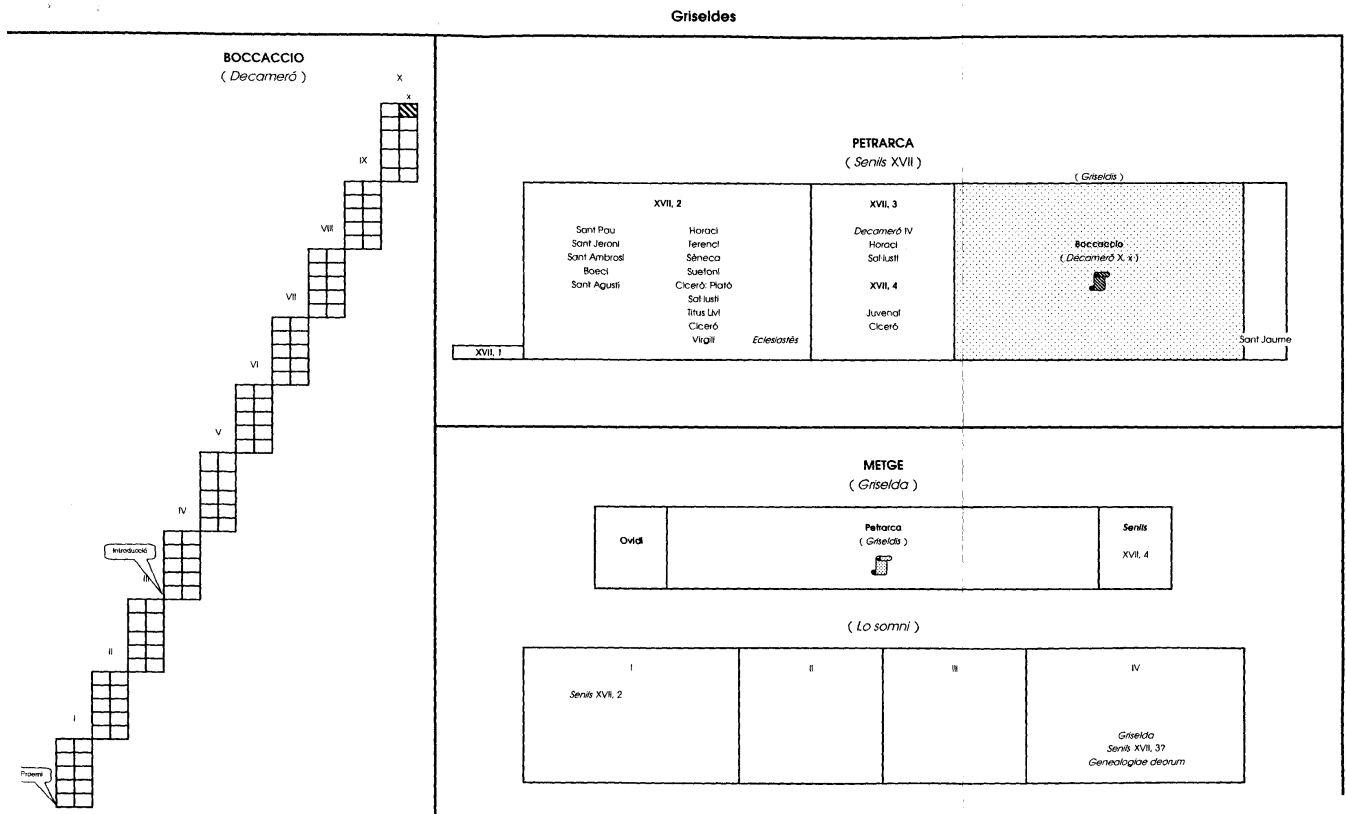 Griseldes
BOCCACCIO
( Decameró )
X
x
IX
VIII
VII
VI
V
IV
Introducció
III
II
I
Proemi
PETRARCA
( Senils XVII )
( Griseldis )
XVII, 1
XVII, 2
Sant Pau
Sant Jeroni
Sant Ambrosi
Boeci
Sant Agustí
Horaci
Terenci
Sèneca
Suetoni
Ciceró: Plató
Sal·lusti
Titus Livi
Ciceró
Virgili
Eclesiastès
XVII, 3
Decameró IV
Horaci
Sal·lusti
XVII, 4
Juvenal
Ciceró
Boccaccio
( Decameró X, x )
Sant Jaume
METGE
( Griselda )
Ovidi
Petrarca
( Griseldis )
Senils
XVII, 4
( Lo somni )
I
Senils XVII, 2
II
III
IV
Griselda
Senils XVII, 3?
Genealogiae deorum